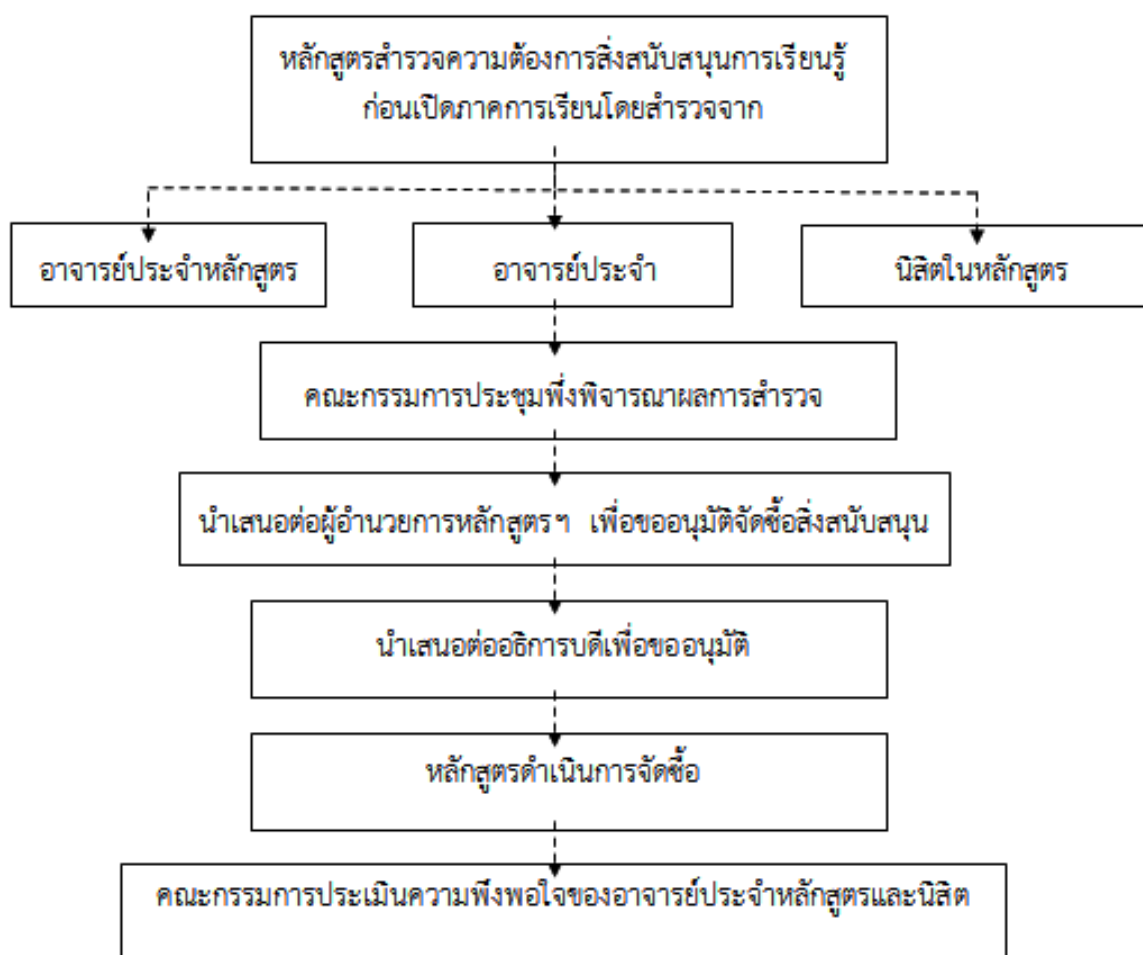 หลักสูตรสำรวจความต้องการสิ่งสนับสนุนการเรียนรู้
ก่อนเปิดภาคการเรียนโดยสำรวจจาก
อาจารย์ประจำหลักสูตร
อาจารย์ประจำ
นิสิตในหลักสูตร
คณะกรรมการประชุมพึ่งพิจารณาผลการสำรวจ
นำเสนอต่อผู้อำนวยการหลักสูตรฯ เพื่อขออนุมัติจัดซื้อสิ่งสนับสนุน
นำเสนอต่ออธิการบดีเพื่อขออนุมัติ
หลักสูตรดำเนินการจัดซื้อ
คณะกรรมการประเมินความพึงพอใจของอาจารย์ประจำหลักสูตรและนิสิต